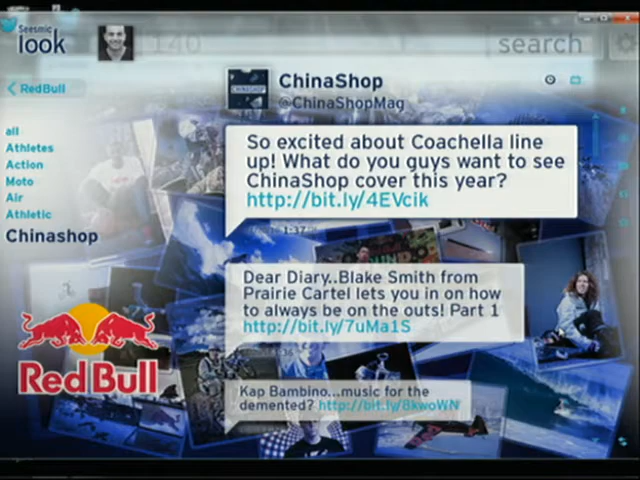 Seesmic
look
140
search
RedBull
ChinaShop
@ChinaShopMag
all
Athletes
Action
Moto
Air
Athletic
Chinashop
So excited about Coachella line
up! What do you guys want to see
ChinaShop cover this year?
http://bit.ly/4EVcik
Dear Diary..Blake Smith from
Prairie Cartel lets you in on how
to always be on the outs! Part 1
http://bit.ly/7uMa1S
Kap Bambino...music for the
demented? http://bit.ly/8kwoWN
Red Bull